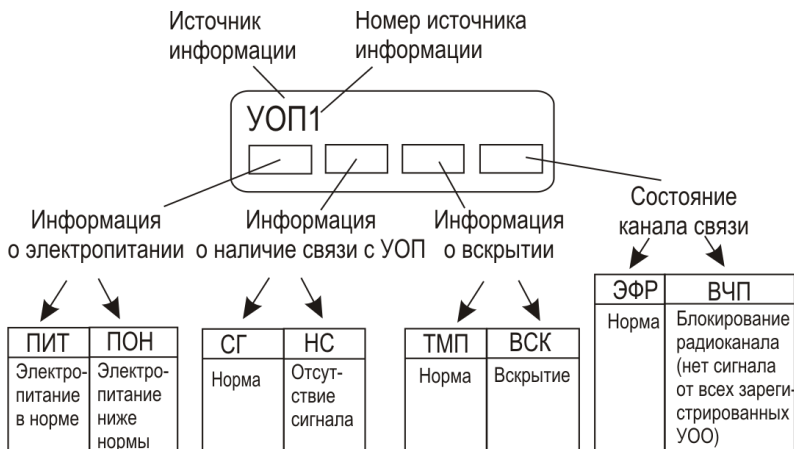 Источник
информации
Номер источника
информации
УОП1
Информация
о электропитании
Информация
о наличие связи с УОП
Информация
о вскрытии
Состояние
канала связи
ПИТ
Электро-
питание
в норме
ПОН
Электро-
питание
ниже
нормы
СГ
Норма
НС
Отсут-
ствие
сигнала
ТМП
Норма
ВСК
Вскрытие
ЭФР
Норма
ВЧП
Блокирование
радиоканала
(нет сигнала
от всех зареги-
стрированных
УОО)